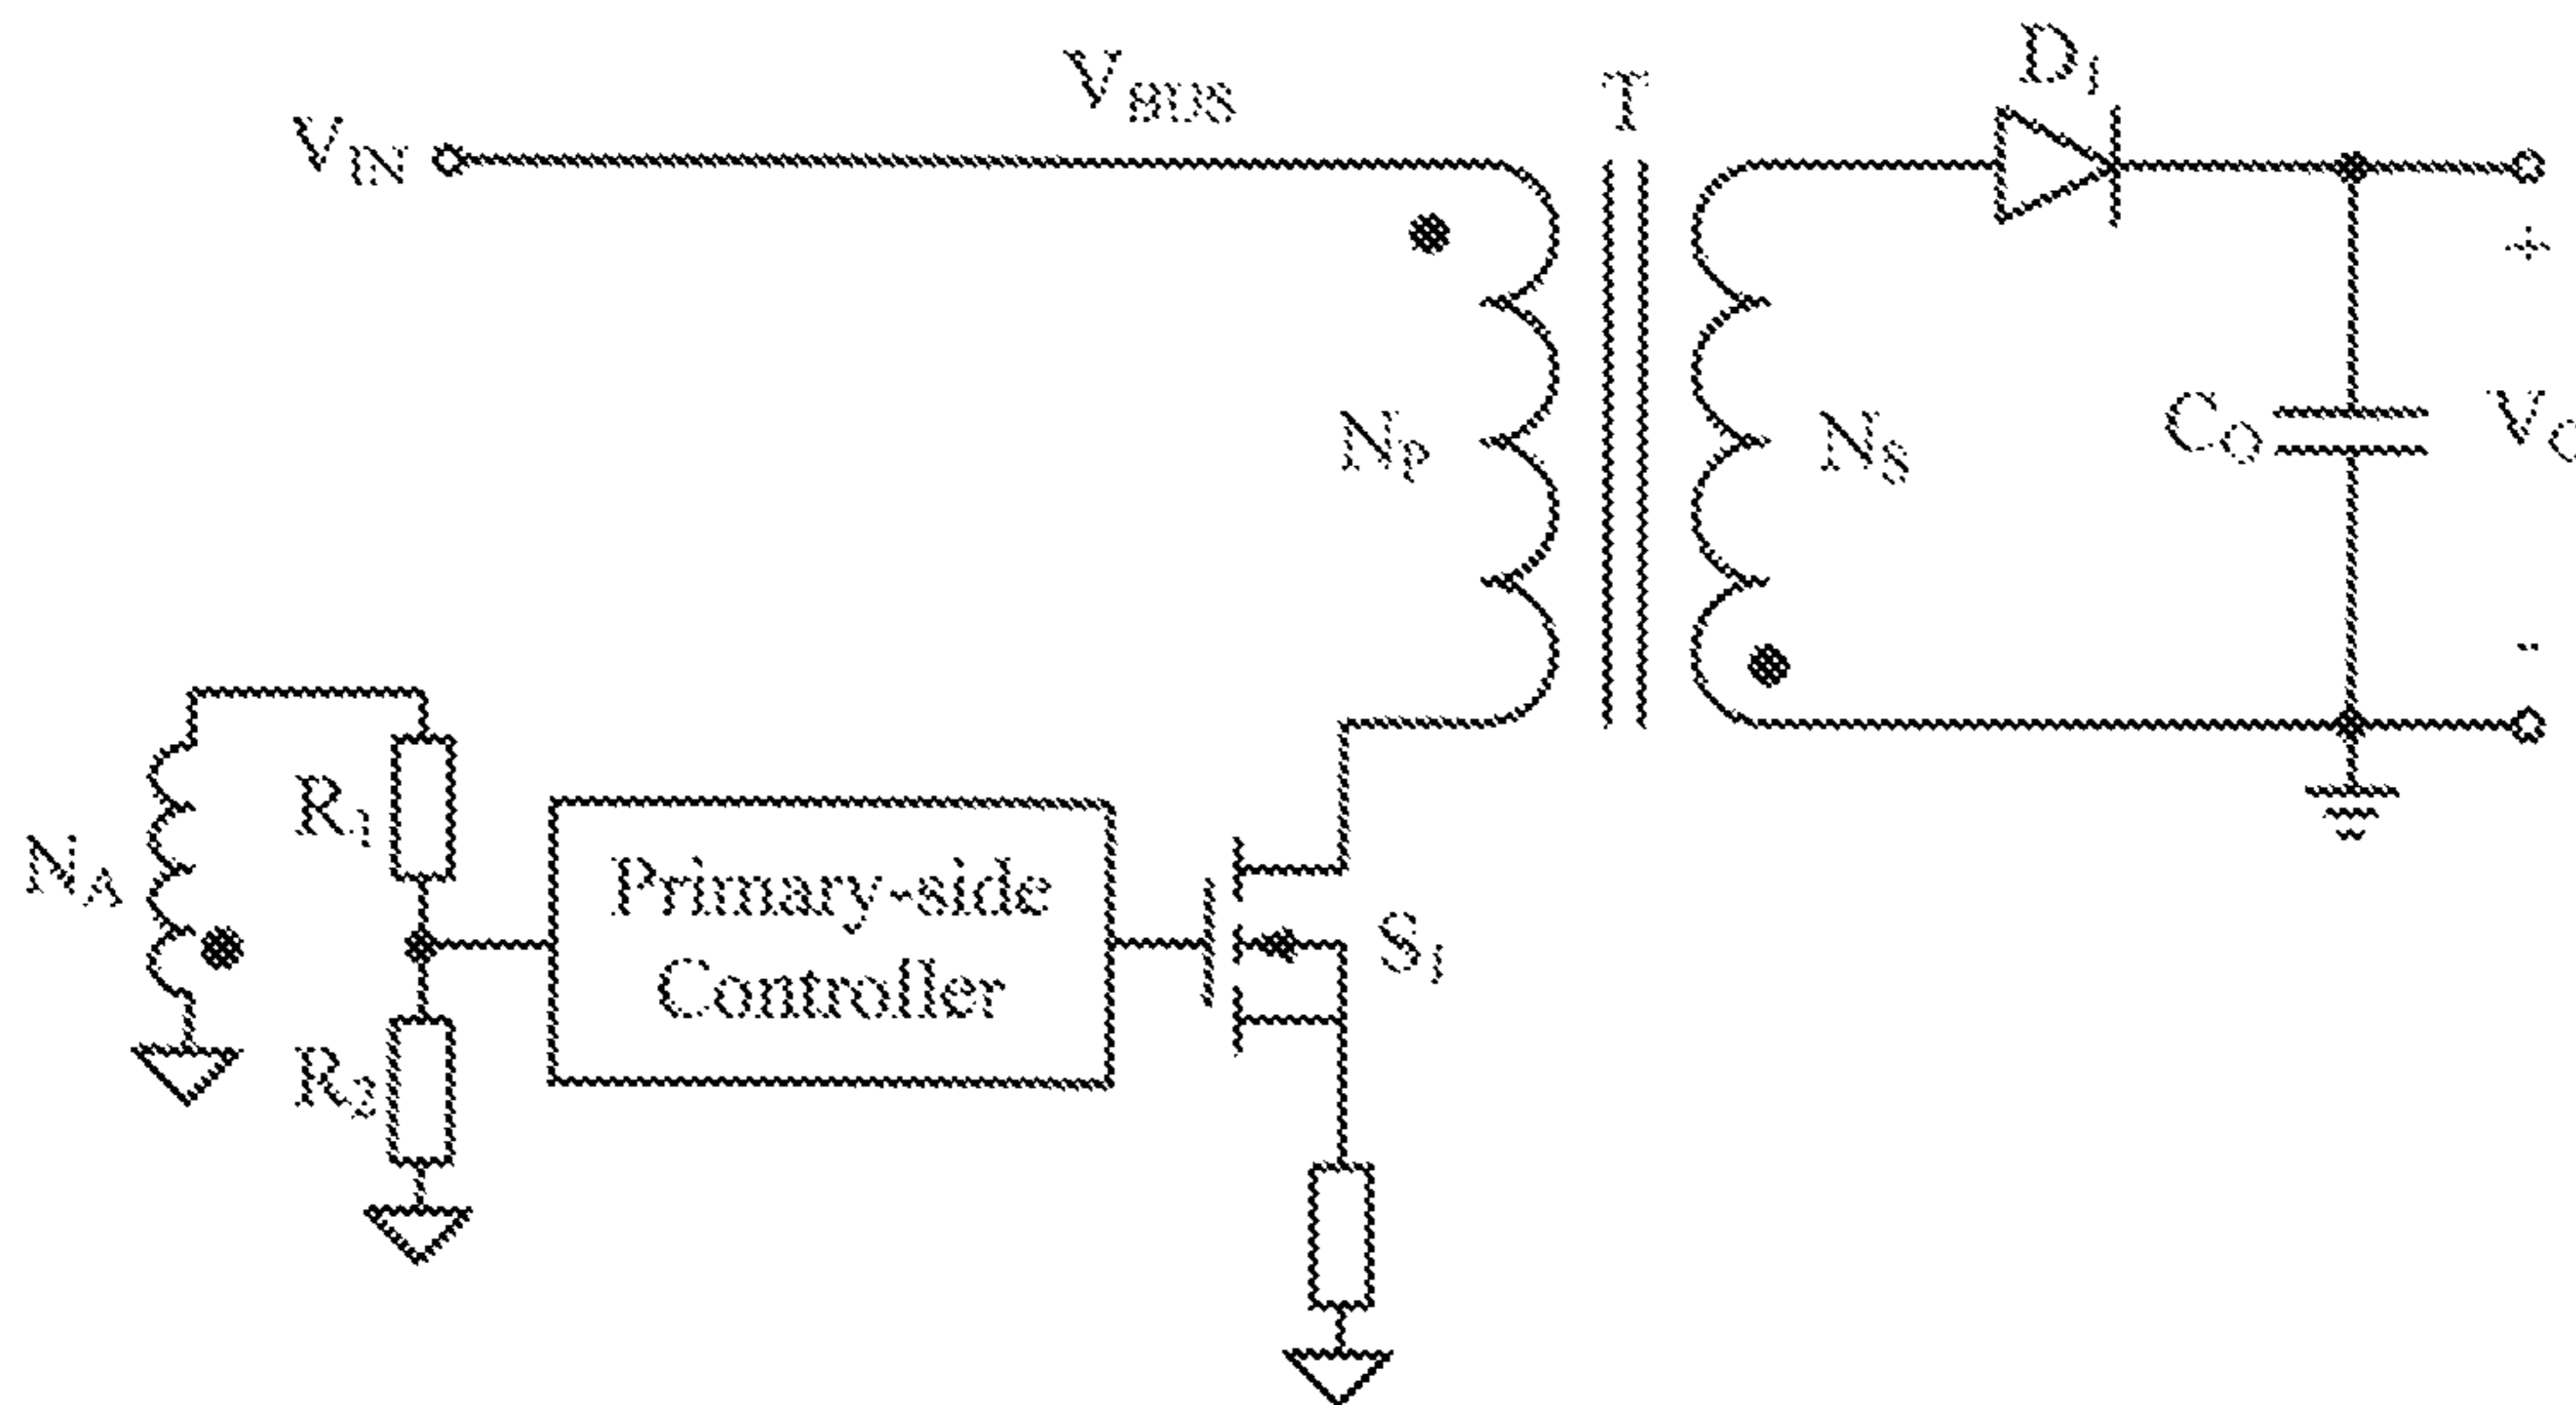 V_BUS
T
D_1
V_IN
+
N_P
N_S
C_O
-
N_A
R_1
Primary-side
Controller
S_1
R_2